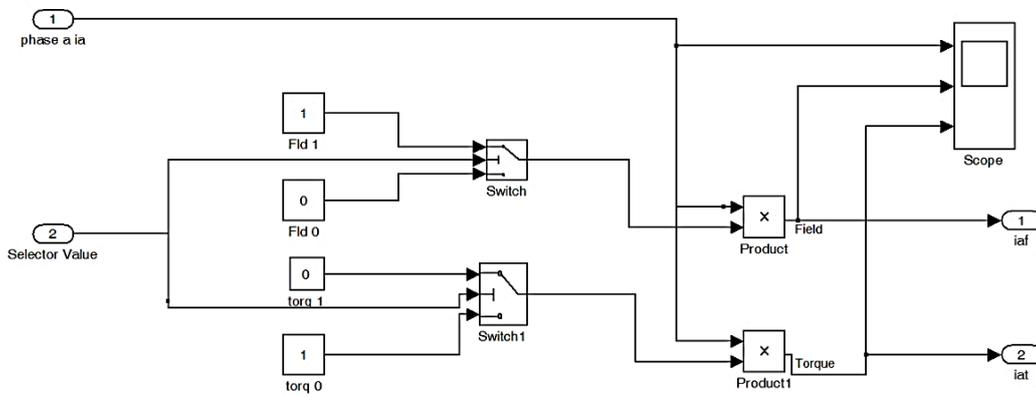 1
phase a ia
1
Fld 1
Scope
Switch
0
Fld 0
×
Product
Field
1
iaf
2
Selector Value
0
torq 1
Switch1
1
torq 0
×
Product1
Torque
2
iat